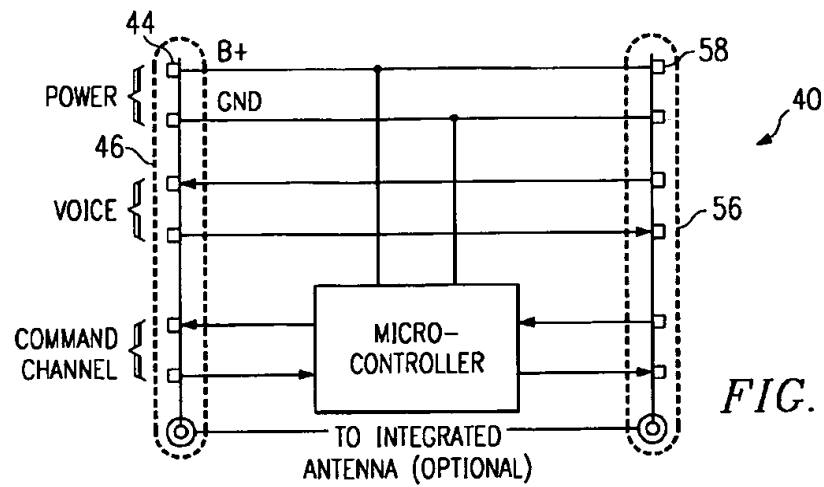 44
B+
58
POWER
GND
40
46
VOICE
56
COMMAND
CHANNEL
MICRO-
CONTROLLER
FIG.
TO INTEGRATED
ANTENNA (OPTIONAL)